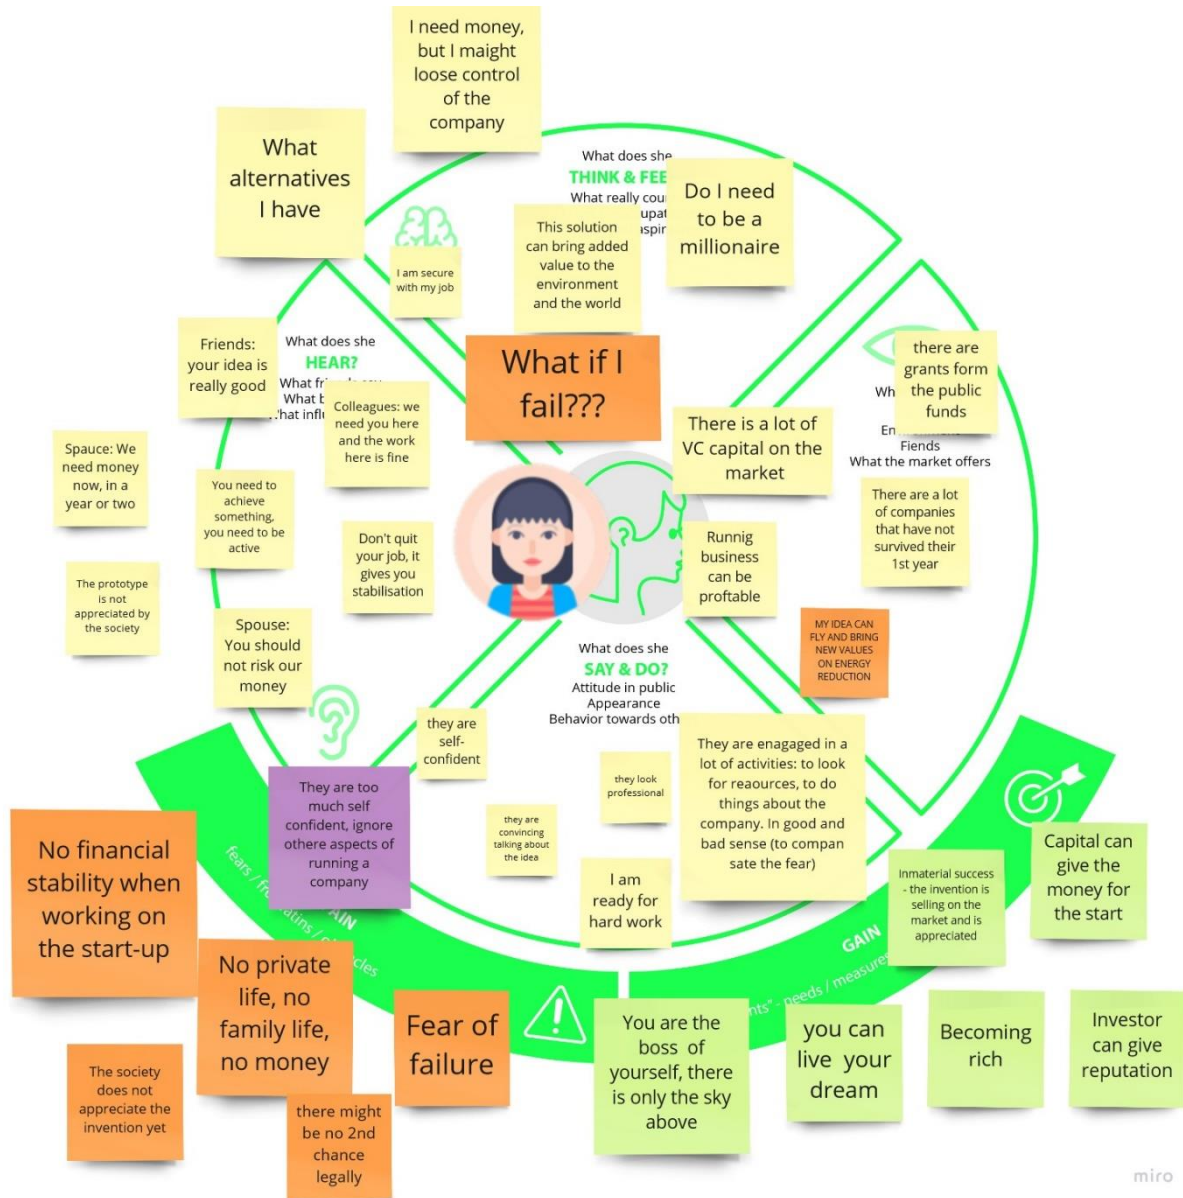 I need money,
but I maight
loose control
of the
company
What
alternatives
I have
What does she
THINK & FEE
What really cou
upat
aspir
Do I need
to be a
millionaire
This solution
can bring added
value to the
environment
and the world
I am secure
with my job
What does she
HEAR?
What fri
What b
hat influ
Friends:
your idea is
really good
Colleagues: we
need you here
and the work
here is fine
What if I
fail???
there are
grants form
the public
funds
Wh
Fiends
What the market offers
There is a lot of
VC capital on the
market
There are a lot
of companies
that have not
survived their
1st year
Spauce: We
need money
now, in a
year or two
You need to
achieve
something,
you need to be
active
Don't quit
your job, it
gives you
stabilisation
Runnig
business
can be
proftable
The prototype
is not
appreciated by
the society
Spouse:
You should
not risk our
money
MY IDEA CAN
FLY AND BRING
NEW VALUES
ON ENERGY
REDUCTION
What does she
SAY & DO?
Attitude in public
Appearance
Behavior towards oth
they are
self-
confident
They are too
much self
confident, ignore
othere aspects of
running a
company
they look
professional
they are
convincing
talking about
the idea
I am
ready for
hard work
They are enagaged in a
lot of activities: to look
for reaources, to do
things about the
company. In good and
bad sense (to compan
sate the fear)
AIN
fears / fru
atins / o
cles
GAIN
nts" - needs / measures
Inmaterial success
- the invention is
selling on the
market and is
appreciated
Capital can
give the
money for
the start
No financial
stability when
working on
the start-up
No private
life, no
family life,
no money
Fear of
failure
The society
does not
appreciate the
invention yet
there might
be no 2nd
chance
legally
You are the
boss of
yourself, there
is only the sky
above
you can
live your
dream
Becoming
rich
Investor
can give
reputation
miro